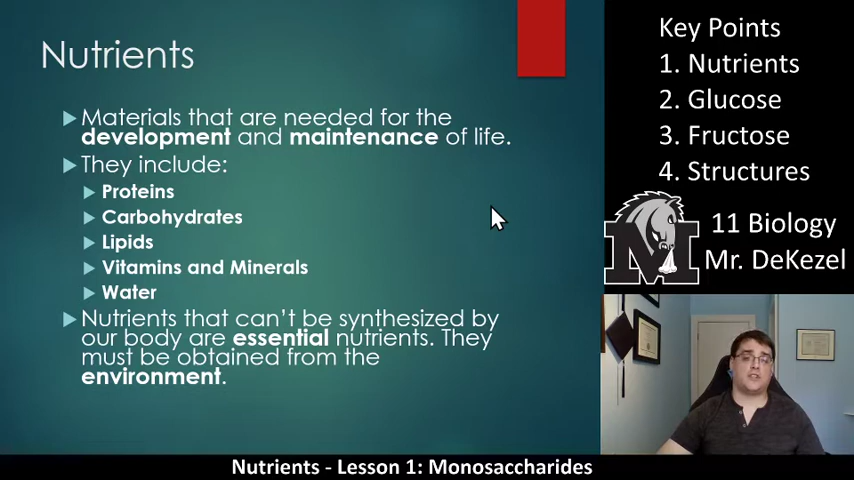 Nutrients
Materials that are needed for the
development and maintenance of life.
They include:
Proteins
Carbohydrates
Lipids
Vitamins and Minerals
Water
Nutrients that can't be synthesized by
our body are essential nutrients. They
must be obtained from the
environment.
Key Points
1. Nutrients
2. Glucose
3. Fructose
4. Structures
M
11 Biology
Mr. DeKezel
Nutrients - Lesson 1: Monosaccharides